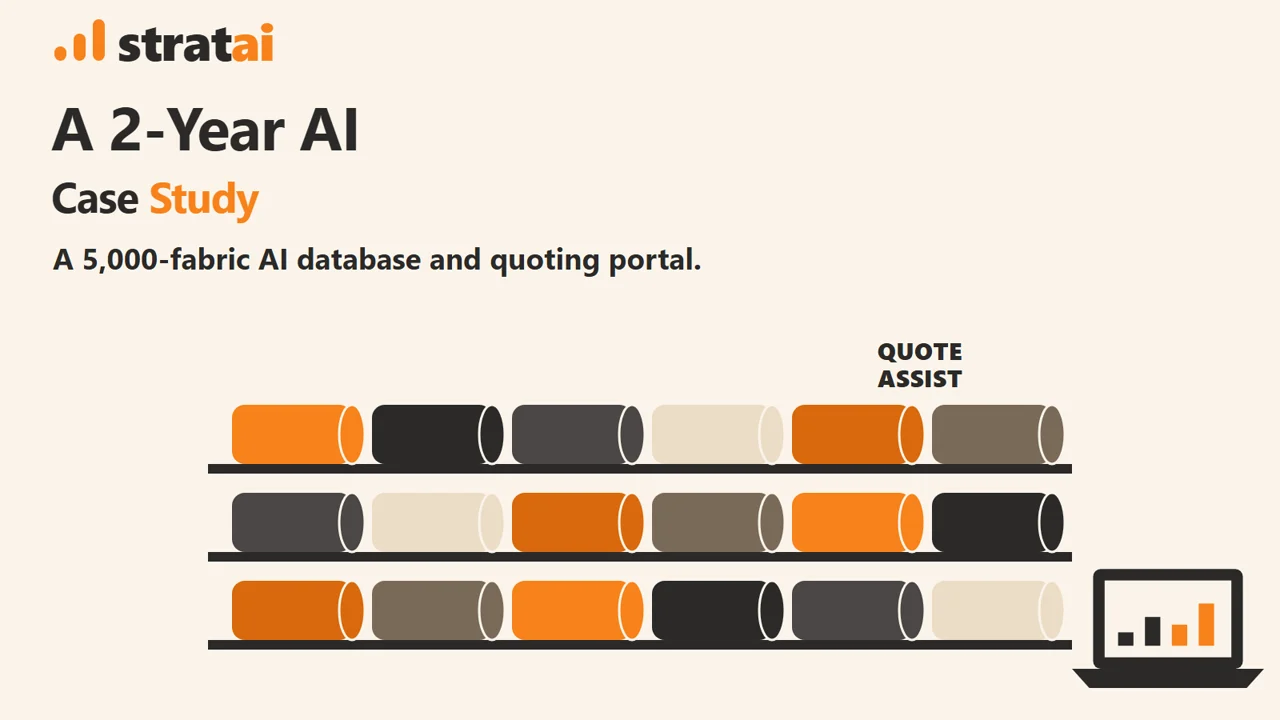 stratai
A 2-Year AI
Case Study
A 5,000-fabric AI database and quoting portal.
QUOTE
ASSIST